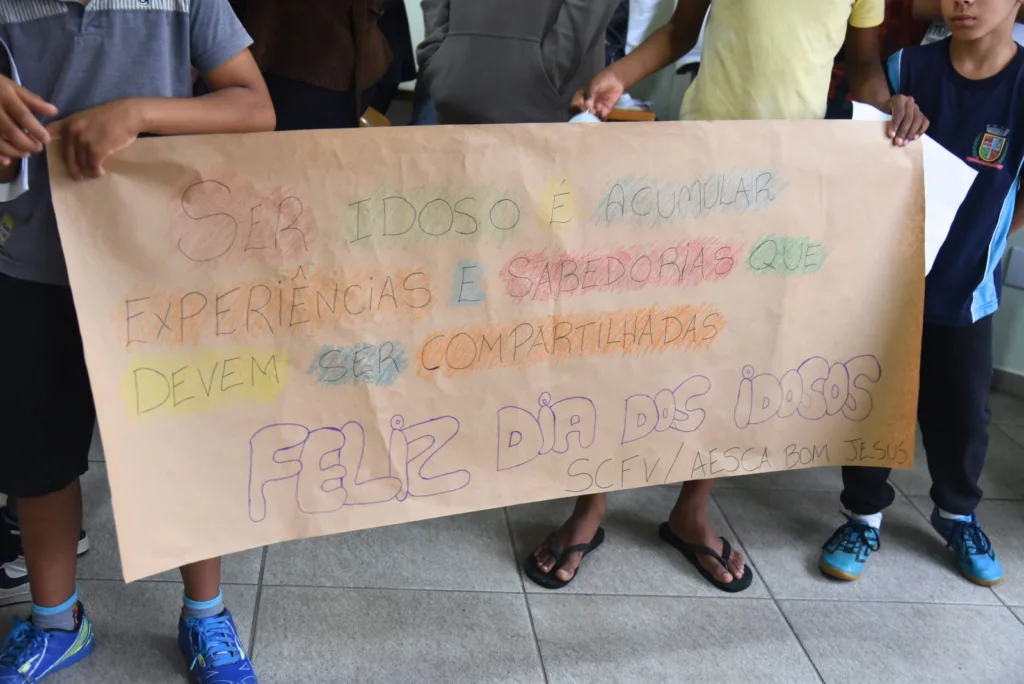 SER IDOSO É ACUMULAR
EXPERIÊNCIAS E SABEDORIAS QUE
DEVEM SER COMPARTILHADAS
FELIZ DIA DOS IDOSOS
SCFV/AESCA BOM JESUS